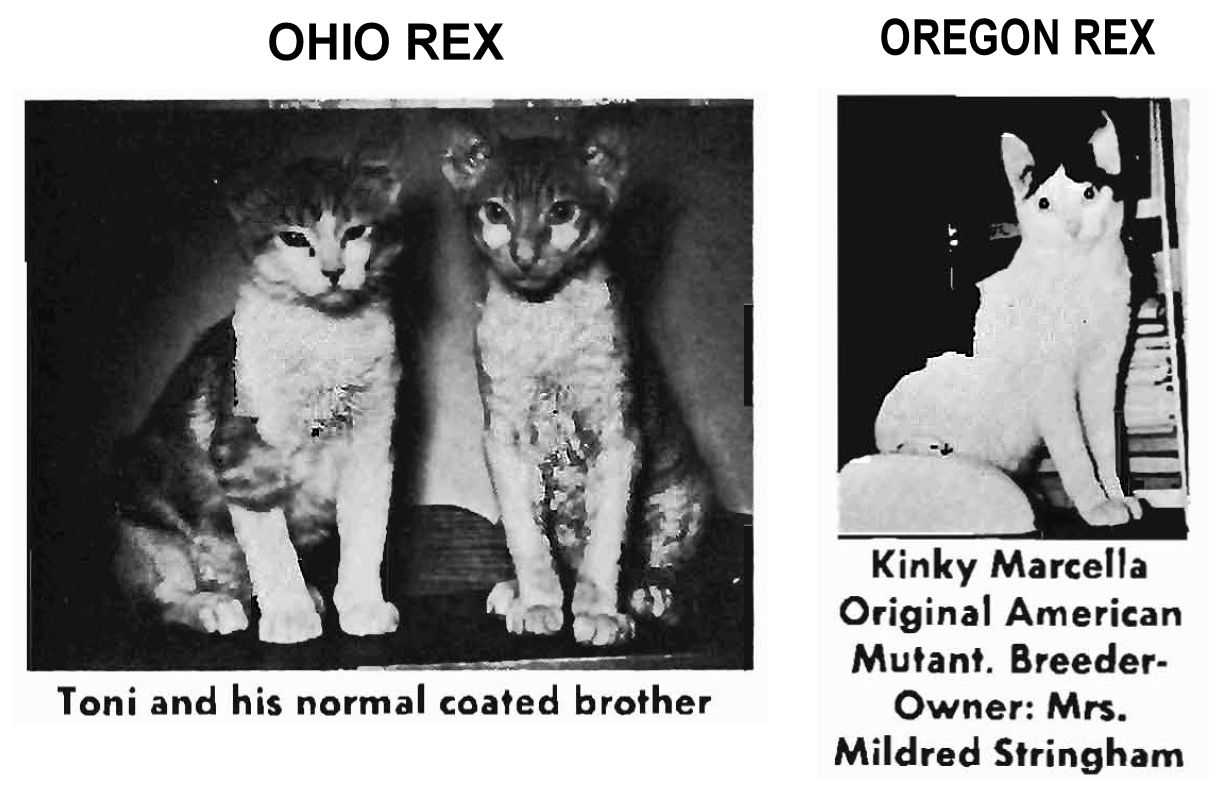 OHIO REX
Toni and his normal coated brother
OREGON REX
Kinky Marcella
Original American
Mutant. Breeder-
Owner: Mrs.
Mildred Stringham